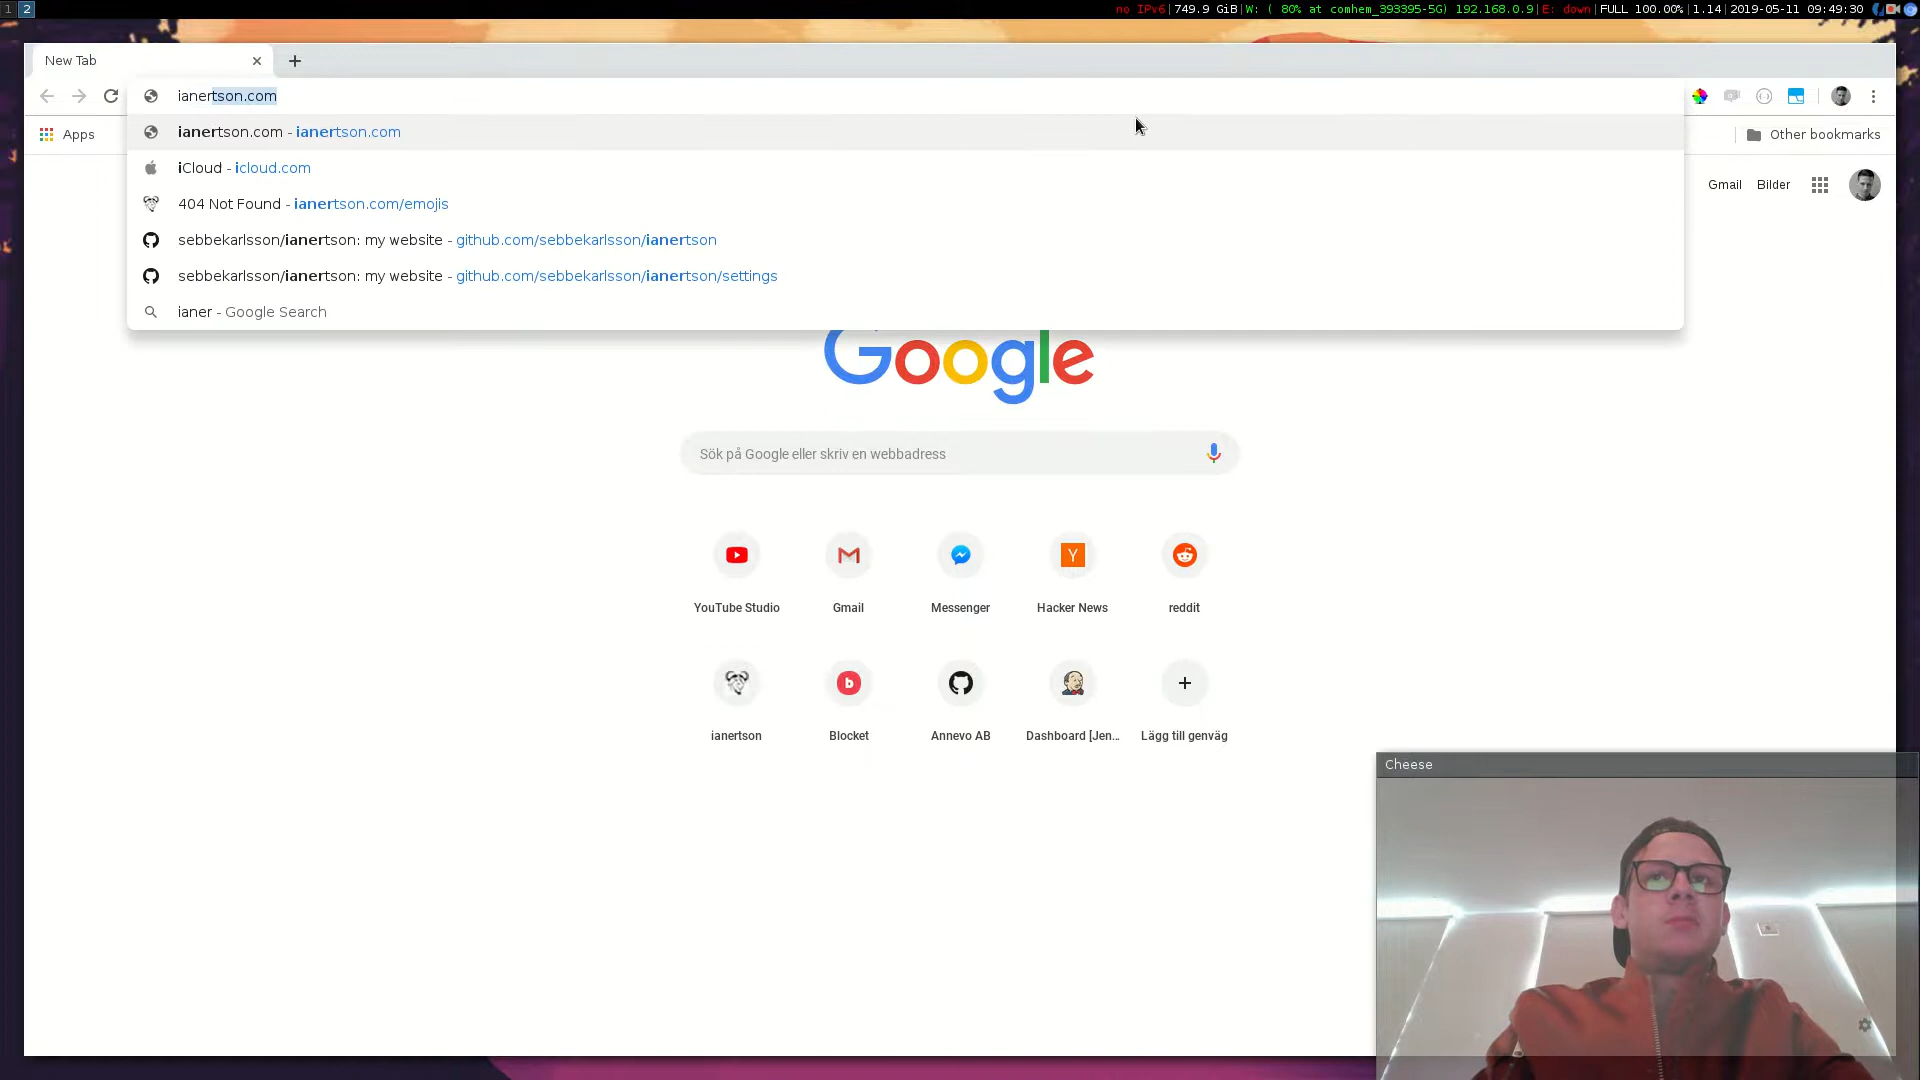 1 2 no IPv6|749.9 GiB|W: ( 80% at comhem_393395-5G) 192.168.0.9|E: down|FULL 100.00%|1.14|2019-05-11 09:49:30
New Tab
ianertson.com
Apps
Other bookmarks
ianertson.com - ianertson.com
iCloud - icloud.com
404 Not Found - ianertson.com/emojis
sebbekarlsson/ianertson: my website - github.com/sebbekarlsson/ianertson
sebbekarlsson/ianertson: my website - github.com/sebbekarlsson/ianertson/settings
ianer - Google Search
Gmail Bilder
Google
Sök på Google eller skriv en webbadress
YouTube Studio Gmail Messenger Hacker News reddit
ianertson Blocket Annevo AB Dashboard [Jen... Lägg till genväg
Cheese